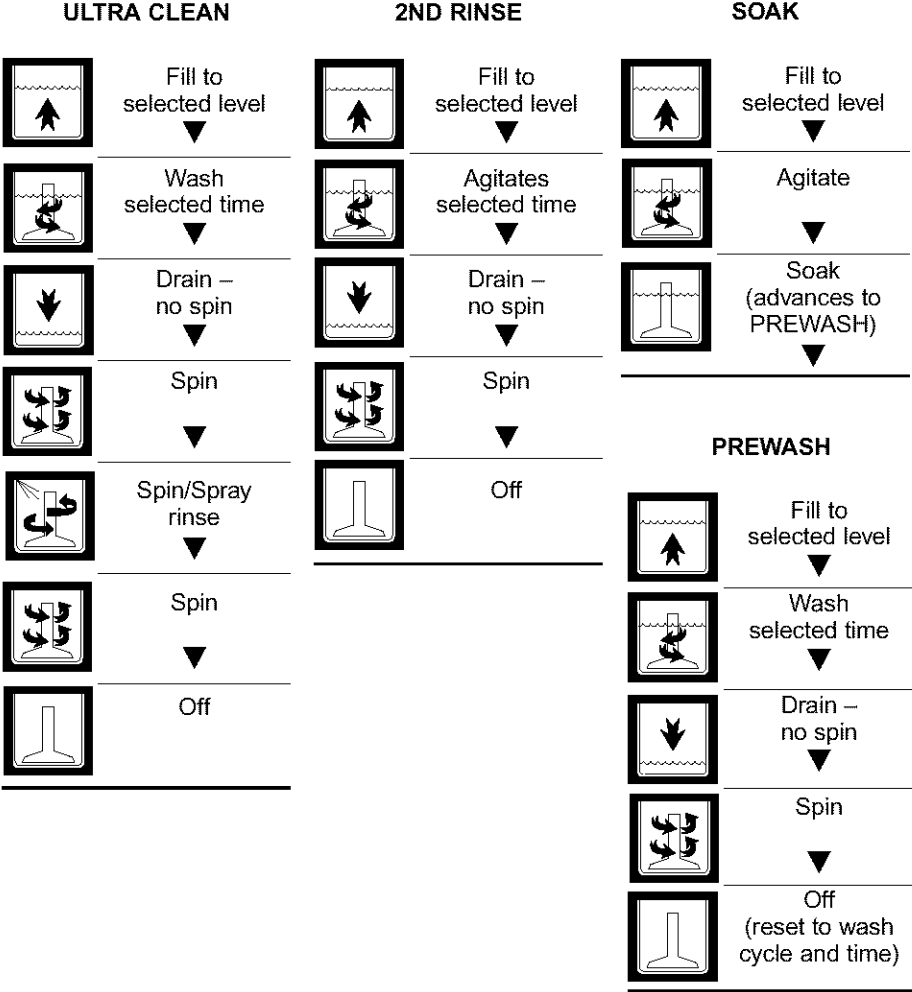 ULTRA CLEAN
Fill to
selected level
Wash
selected time
Drain –
no spin
Spin
Spin/Spray
rinse
Spin
Off
2ND RINSE
Fill to
selected level
Agitates
selected time
Drain –
no spin
Spin
Off
SOAK
Fill to
selected level
Agitate
Soak
(advances to
PREWASH)
PREWASH
Fill to
selected level
Wash
selected time
Drain –
no spin
Spin
Off
(reset to wash
cycle and time)